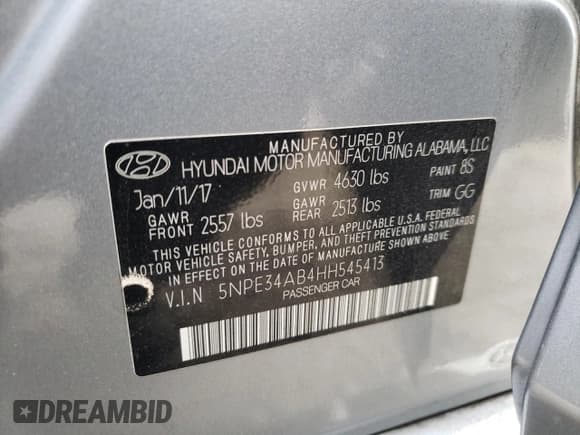 MANUFACTURED BY
HYUNDAI MOTOR MANUFACTURING ALABAMA, LLC
Jan/11/17 GVWR 4630 lbs PAINT 8S
GAWR FRONT 2557 lbs GAWR REAR 2513 lbs TRIM GG
THIS VEHICLE CONFORMS TO ALL APPLICABLE U.S.A. FEDERAL
MOTOR VEHICLE SAFETY, BUMPER, AND THEFT PREVENTION STANDARDS
IN EFFECT ON THE DATE OF MANUFACTURE SHOWN ABOVE.
V.I.N 5NPE34AB4HH545413
PASSENGER CAR
DREAMBID